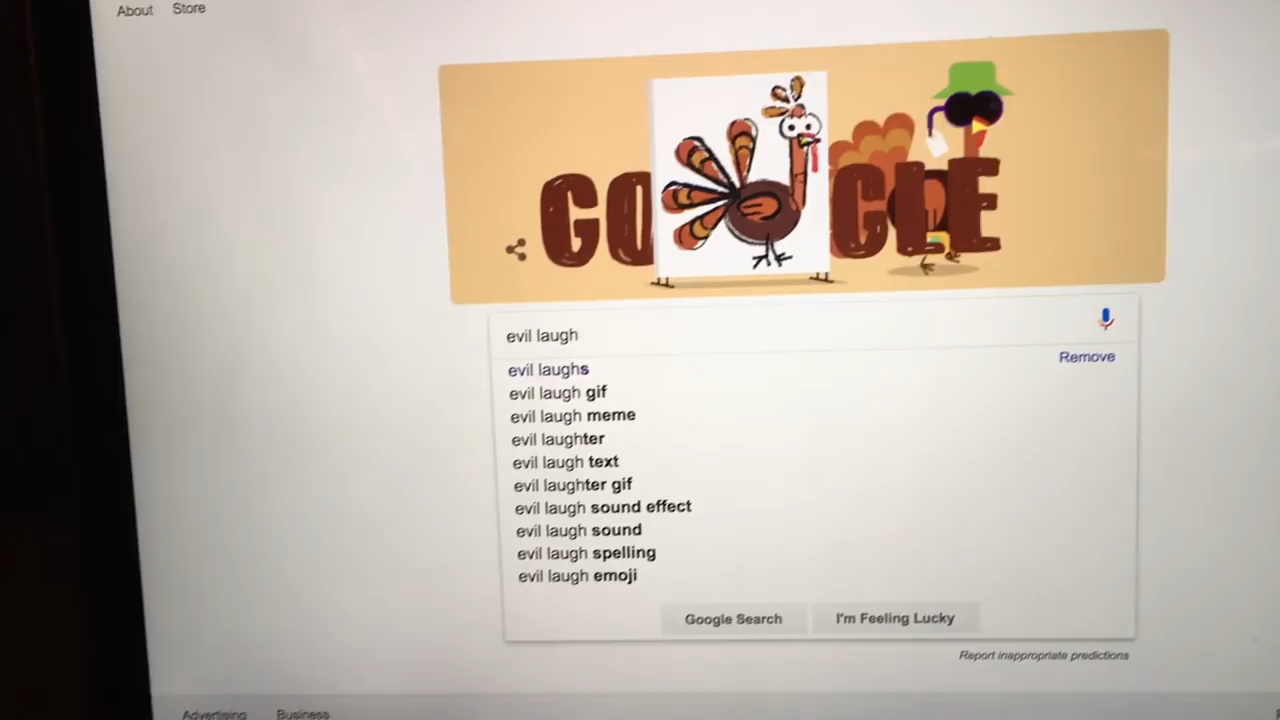 About Store
GO GLE
evil laugh
evil laughs Remove
evil laugh gif
evil laugh meme
evil laughter
evil laugh text
evil laughter gif
evil laugh sound effect
evil laugh sound
evil laugh spelling
evil laugh emoji
Google Search I'm Feeling Lucky
Report inappropriate predictions
Advertising Business